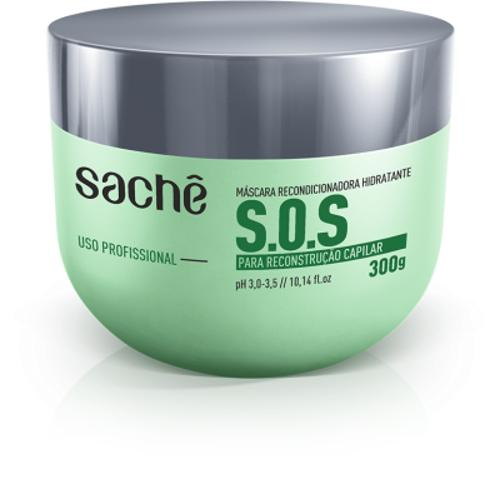 sachê
USO PROFISSIONAL
MÁSCARA RECONDICIONADORA HIDRATANTE
S.O.S
PARA RECONSTRUÇÃO CAPILAR
300g
pH 3,0-3,5 // 10,14 fl.oz